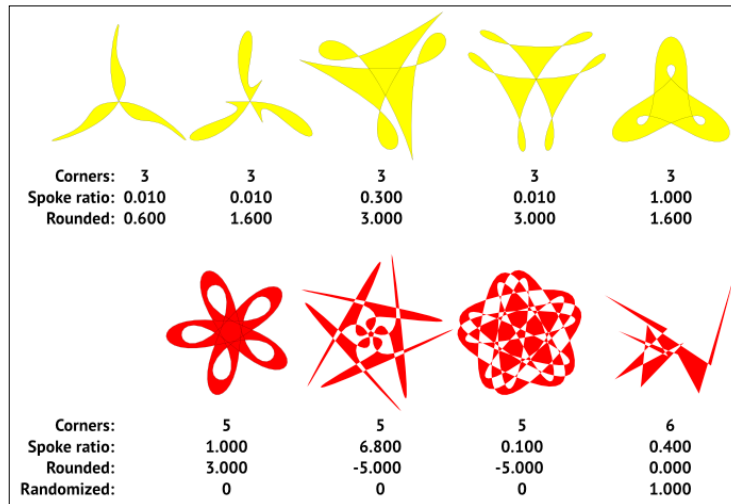 Corners: 3 3 3 3 3
Spoke ratio: 0.010 0.010 0.300 0.010 1.000
Rounded: 0.600 1.600 3.000 3.000 1.600
Corners: 5 5 5 6
Spoke ratio: 1.000 6.800 0.100 0.400
Rounded: 3.000 -5.000 -5.000 0.000
Randomized: 0 0 0 1.000